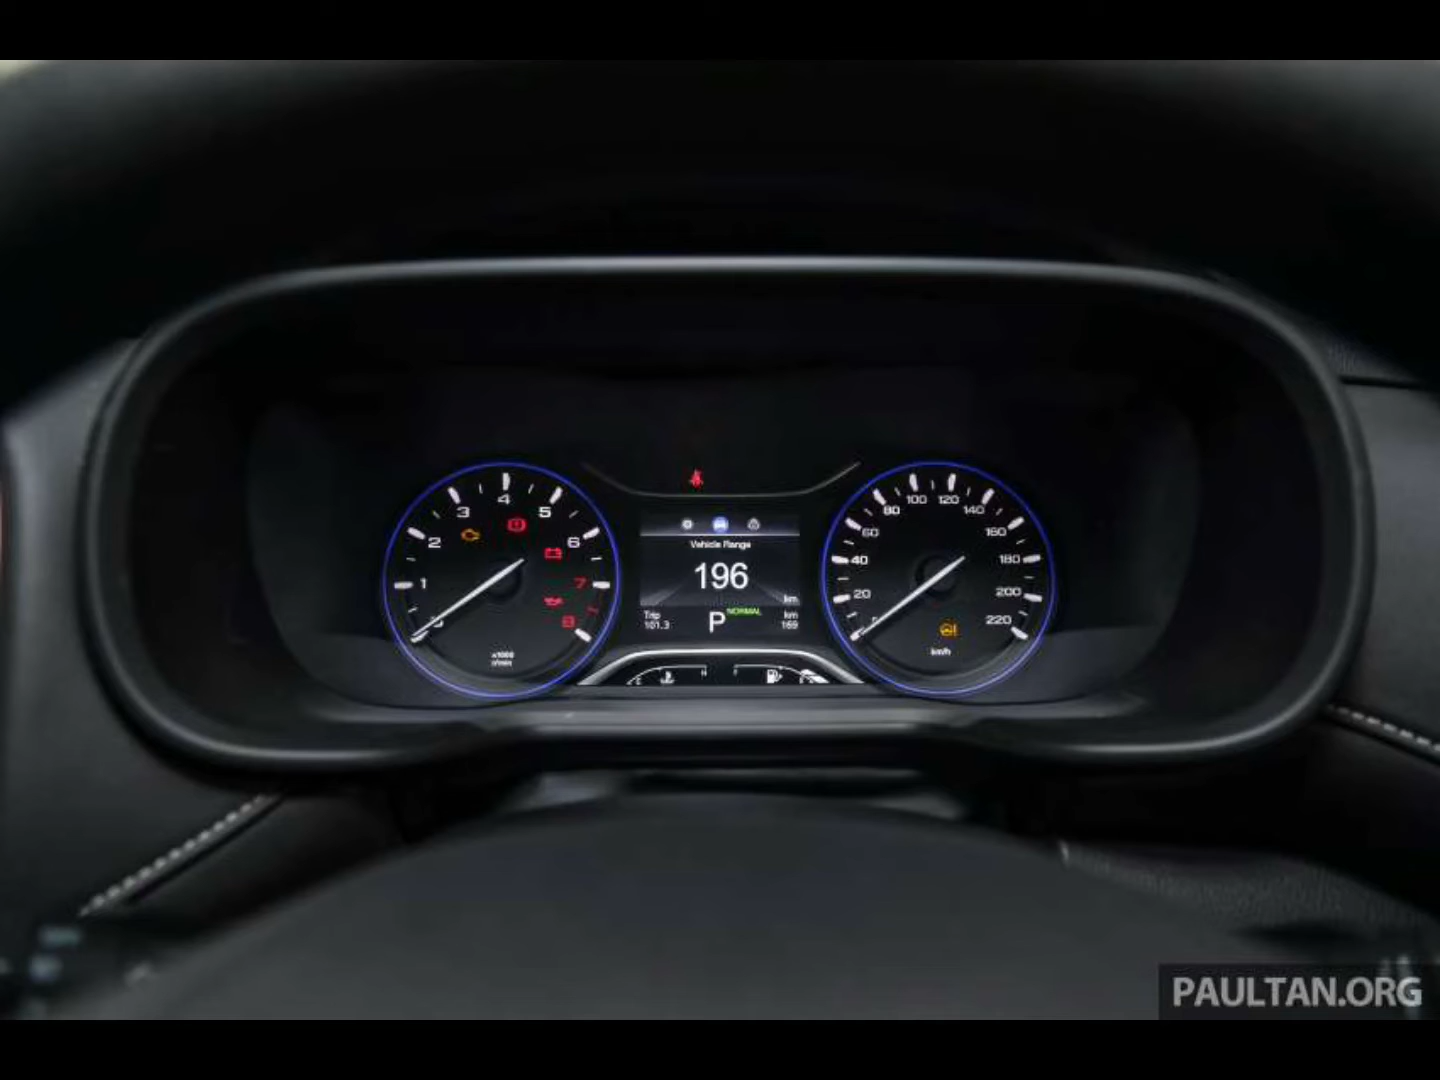 1
2
3
4
5
6
7
8
x1000
r/min
Vehicle Range
196
km
Trip
101.3
P
NORMAL
km
169
C
H
F
20
40
60
80
100
120
140
160
180
200
220
km/h
PAULTAN.ORG